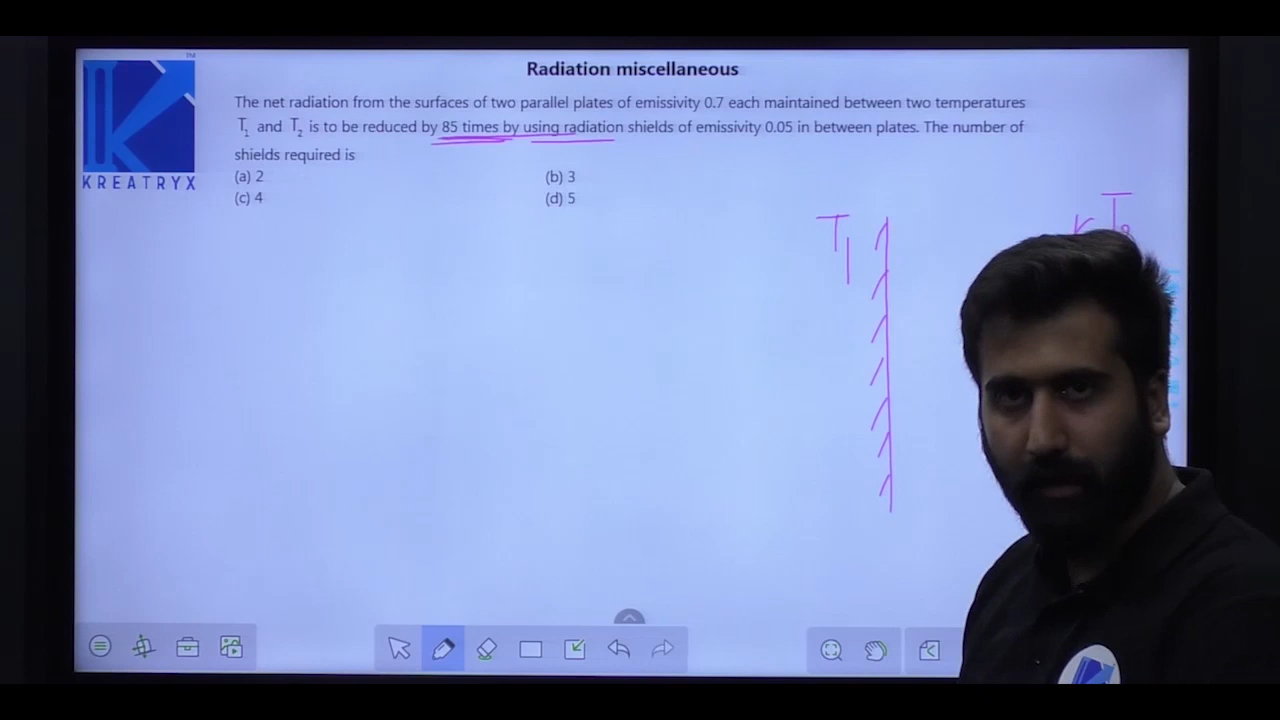 TM
KREATRYX
Radiation miscellaneous
The net radiation from the surfaces of two parallel plates of emissivity 0.7 each maintained between two temperatures
T₁ and T₂ is to be reduced by 85 times by using radiation shields of emissivity 0.05 in between plates. The number of
shields required is
(a) 2
(b) 3
(c) 4
(d) 5
T₁
T₂